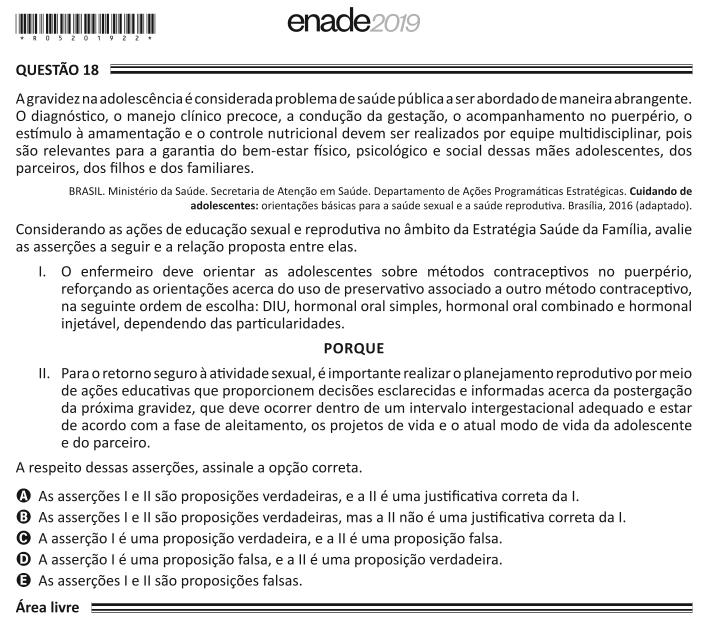 enade2019
*R0520192​2*
QUESTÃO 18
A gravidez na adolescência é considerada problema de saúde pública a ser abordado de maneira abrangente.
O diagnóstico, o manejo clínico precoce, a condução da gestação, o acompanhamento no puerpério, o
estímulo à amamentação e o controle nutricional devem ser realizados por equipe multidisciplinar, pois
são relevantes para a garantia do bem-estar físico, psicológico e social dessas mães adolescentes, dos
parceiros, dos filhos e dos familiares.
BRASIL. Ministério da Saúde. Secretaria de Atenção em Saúde. Departamento de Ações Programáticas Estratégicas. Cuidando de
adolescentes: orientações básicas para a saúde sexual e a saúde reprodutiva. Brasília, 2016 (adaptado).
Considerando as ações de educação sexual e reprodutiva no âmbito da Estratégia Saúde da Família, avalie
as asserções a seguir e a relação proposta entre elas.
I. O enfermeiro deve orientar as adolescentes sobre métodos contraceptivos no puerpério,
reforçando as orientações acerca do uso de preservativo associado a outro método contraceptivo,
na seguinte ordem de escolha: DIU, hormonal oral simples, hormonal oral combinado e hormonal
injetável, dependendo das particularidades.
PORQUE
II. Para o retorno seguro à atividade sexual, é importante realizar o planejamento reprodutivo por meio
de ações educativas que proporcionem decisões esclarecidas e informadas acerca da postergação
da próxima gravidez, que deve ocorrer dentro de um intervalo intergestacional adequado e estar
de acordo com a fase de aleitamento, os projetos de vida e o atual modo de vida da adolescente
e do parceiro.
A respeito dessas asserções, assinale a opção correta.
A As asserções I e II são proposições verdadeiras, e a II é uma justificativa correta da I.
B As asserções I e II são proposições verdadeiras, mas a II não é uma justificativa correta da I.
C A asserção I é uma proposição verdadeira, e a II é uma proposição falsa.
D A asserção I é uma proposição falsa, e a II é uma proposição verdadeira.
E As asserções I e II são proposições falsas.
Área livre